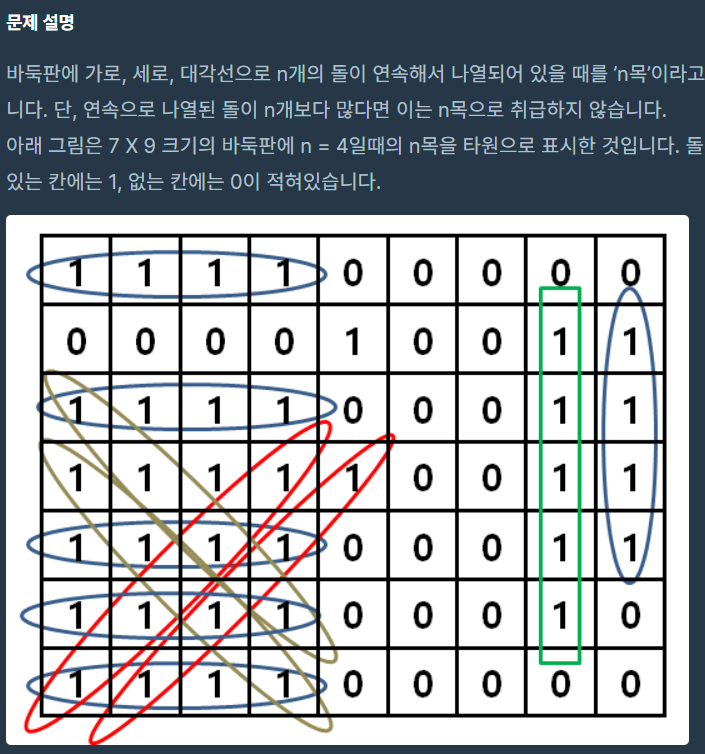 문제 설명
바둑판에 가로, 세로, 대각선으로 n개의 돌이 연속해서 나열되어 있을 때를 ‘n목’이라고
니다. 단, 연속으로 나열된 돌이 n개보다 많다면 이는 n목으로 취급하지 않습니다.
아래 그림은 7 X 9 크기의 바둑판에 n = 4일때의 n목을 타원으로 표시한 것입니다. 돌
있는 칸에는 1, 없는 칸에는 0이 적혀있습니다.
1 1 1 1 0 0 0 0 0
0 0 0 0 1 0 0 1 1
1 1 1 1 0 0 0 1 1
1 1 1 1 1 0 0 1 1
1 1 1 1 0 0 0 1 1
1 1 1 1 0 0 0 1 0
1 1 1 1 0 0 0 0 0